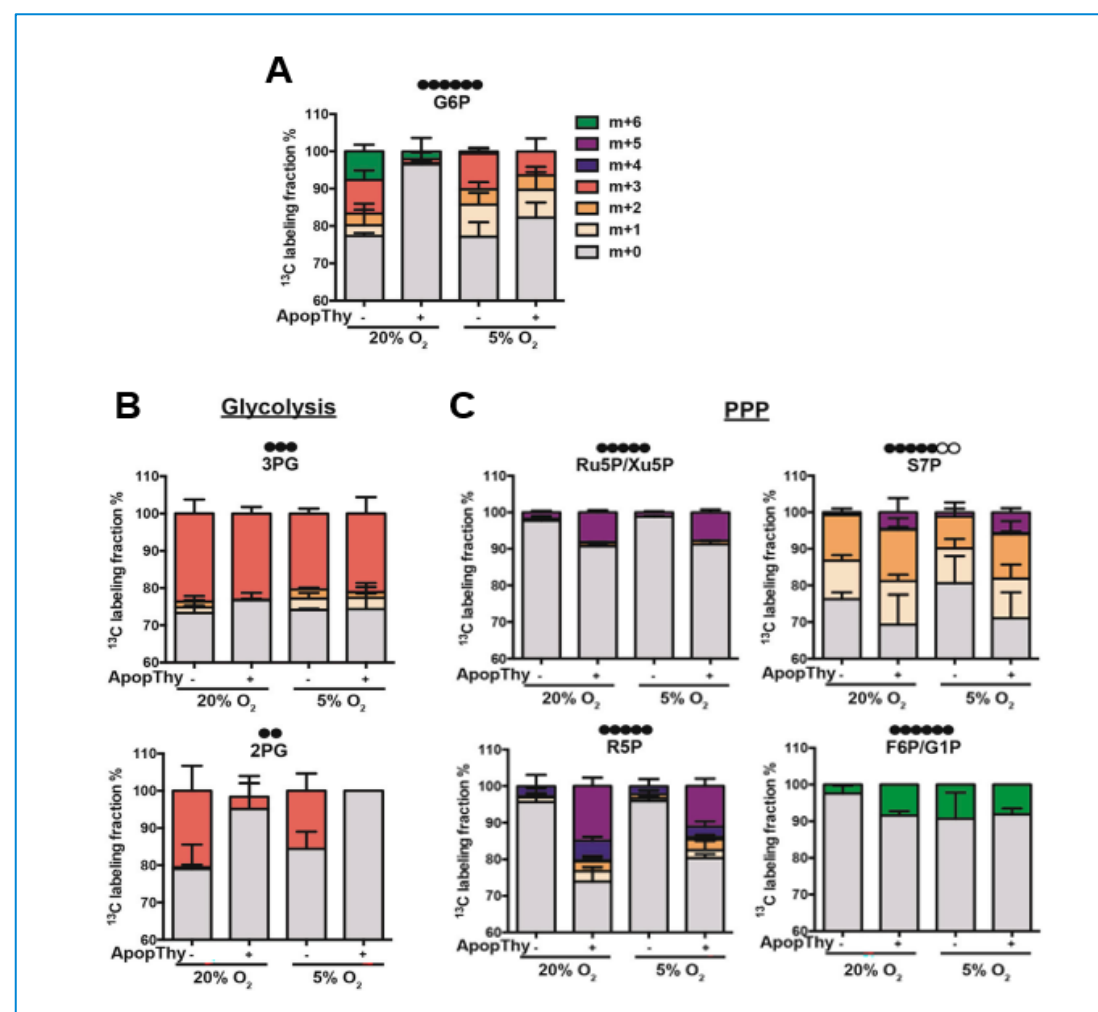 A
G6P
110
100
90
80
70
60
¹³C labeling fraction %
m+6
m+5
m+4
m+3
m+2
m+1
m+0
ApopThy - + - +
20% O₂ 5% O₂
B
Glycolysis
3PG
110
100
90
80
70
60
¹³C labeling fraction %
ApopThy - + - +
20% O₂ 5% O₂
2PG
110
100
90
80
70
60
¹³C labeling fraction %
ApopThy - + - +
20% O₂ 5% O₂
C
PPP
Ru5P/Xu5P
110
100
90
80
70
60
¹³C labeling fraction %
ApopThy - + - +
20% O₂ 5% O₂
S7P
110
100
90
80
70
60
¹³C labeling fraction %
ApopThy - + - +
20% O₂ 5% O₂
R5P
110
100
90
80
70
60
¹³C labeling fraction %
ApopThy - + - +
20% O₂ 5% O₂
F6P/G1P
110
100
90
80
70
60
¹³C labeling fraction %
ApopThy - + - +
20% O₂ 5% O₂